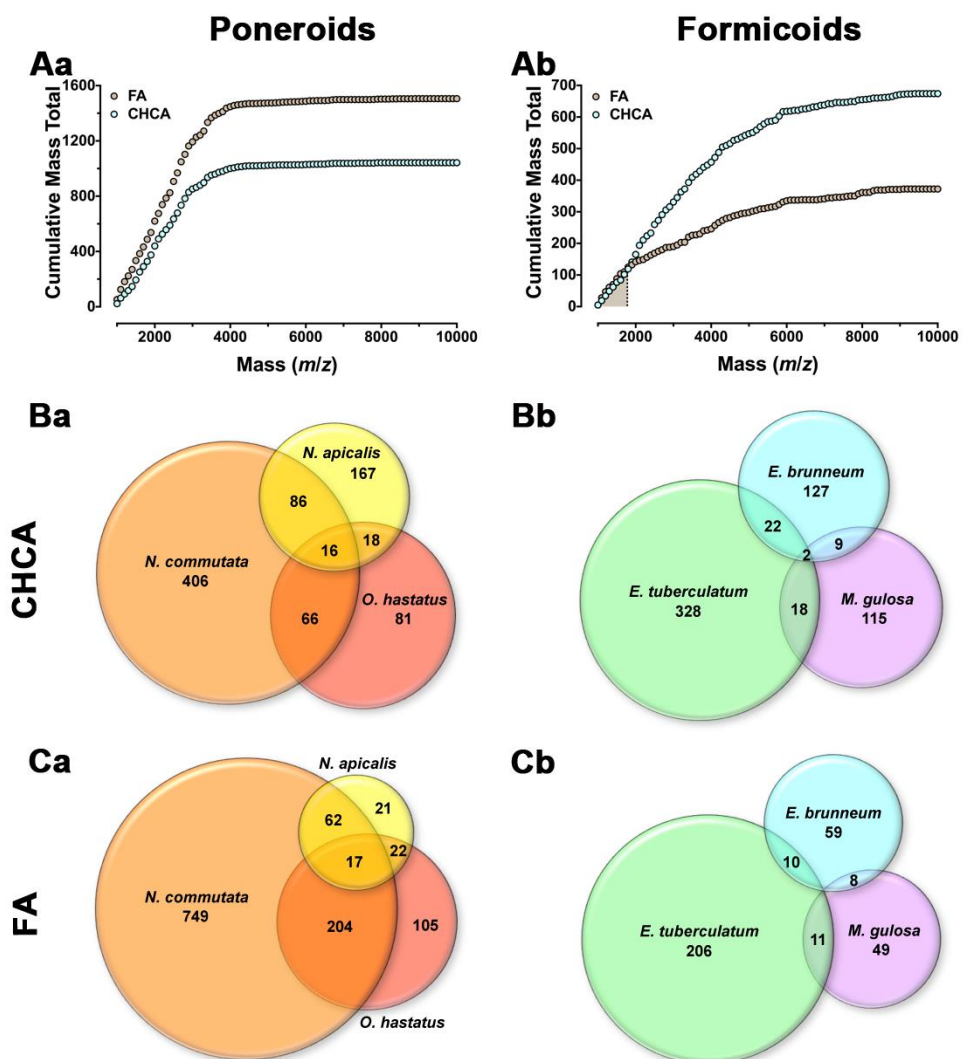 Poneroids
Formicoids
Aa
1600
1200
800
400
0
FA
CHCA
Cumulative Mass Total
2000
4000
6000
8000
10000
Mass (m/z)
Ab
700
600
500
400
300
200
100
0
FA
CHCA
Cumulative Mass Total
2000
4000
6000
8000
10000
Mass (m/z)
CHCA
Ba
N. apicalis
167
86
16
18
N. commutata
406
O. hastatus
81
66
Bb
E. brunneum
127
22
2
9
E. tuberculatum
328
18
M. gulosa
115
FA
Ca
N. apicalis
21
62
22
17
N. commutata
749
204
105
O. hastatus
Cb
E. brunneum
59
10
8
E. tuberculatum
206
11
M. gulosa
49